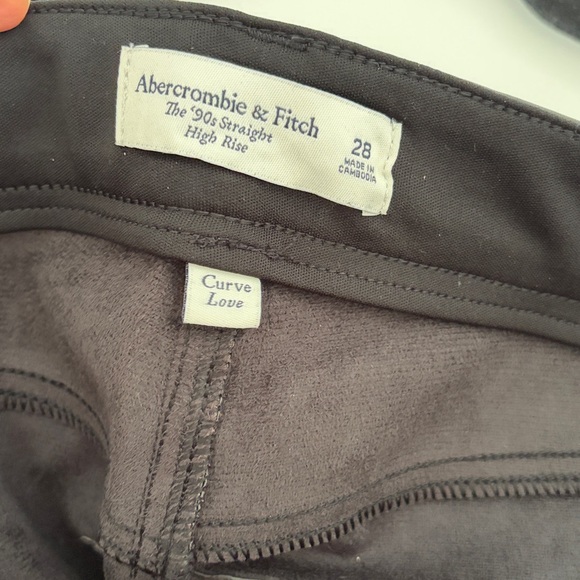 Abercrombie & Fitch
The '90s Straight
High Rise
28
MADE IN
CAMBODIA
Curve
Love